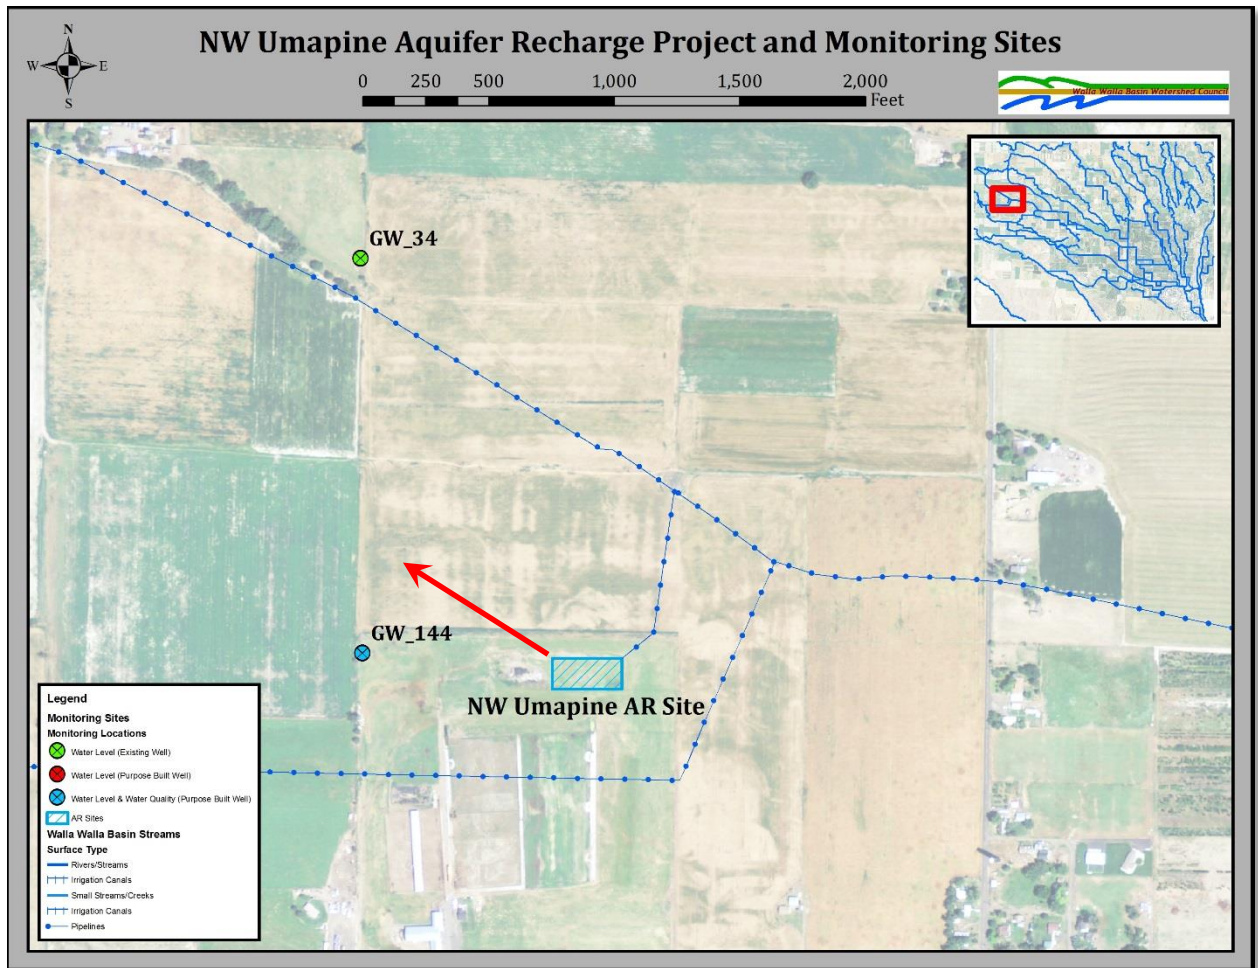 NW Umapine Aquifer Recharge Project and Monitoring Sites
N
W E
S
0 250 500 1,000 1,500 2,000
Feet
Walla Walla Basin Watershed Council
GW_34
GW_144
NW Umapine AR Site
Legend
Monitoring Sites
Monitoring Locations
Water Level (Existing Well)
Water Level (Purpose Built Well)
Water Level & Water Quality (Purpose Built Well)
AR Sites
Walla Walla Basin Streams
Surface Type
Rivers/Streams
Irrigation Canals
Small Streams/Creeks
Irrigation Canals
Pipelines